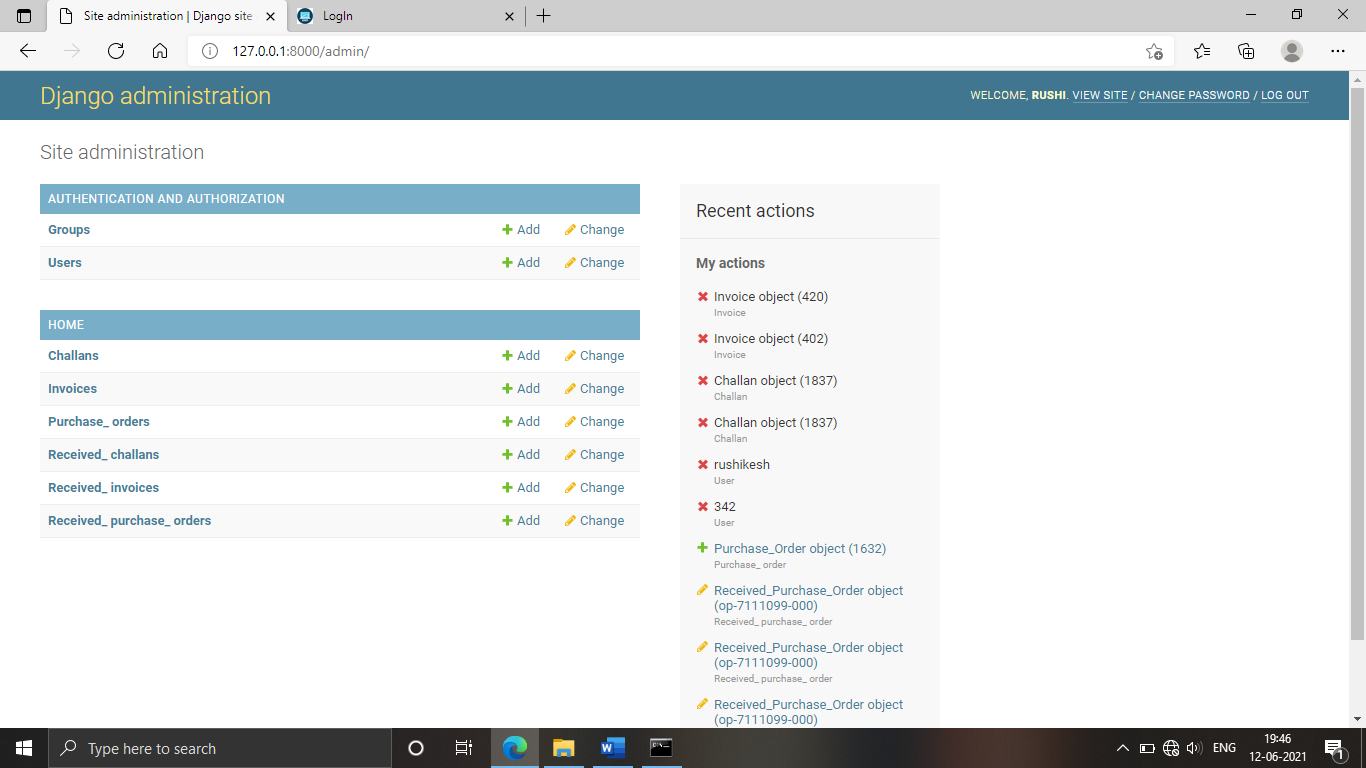 Site administration | Django site
LogIn
127.0.0.1:8000/admin/
Django administration
WELCOME, RUSHI. VIEW SITE / CHANGE PASSWORD / LOG OUT
Site administration
AUTHENTICATION AND AUTHORIZATION
Groups Add Change
Users Add Change
HOME
Challans Add Change
Invoices Add Change
Purchase_ orders Add Change
Received_ challans Add Change
Received_ invoices Add Change
Received_ purchase_ orders Add Change
Recent actions
My actions
Invoice object (420)
Invoice
Invoice object (402)
Invoice
Challan object (1837)
Challan
Challan object (1837)
Challan
rushikesh
User
342
User
Purchase_Order object (1632)
Purchase_ order
Received_Purchase_Order object
(op-7111099-000)
Received_ purchase_ order
Received_Purchase_Order object
(op-7111099-000)
Received_ purchase_ order
Received_Purchase_Order object
(op-7111099-000)
Type here to search
ENG
19:46
12-06-2021
1